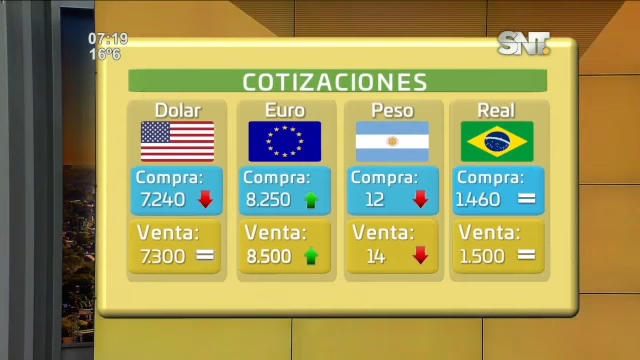 07:19
16°6
SNT.
COTIZACIONES
Dolar
Euro
Peso
Real
Compra:
7.240
Compra:
8.250
Compra:
12
Compra:
1.460
Venta:
7.300
Venta:
8.500
Venta:
14
Venta:
1.500